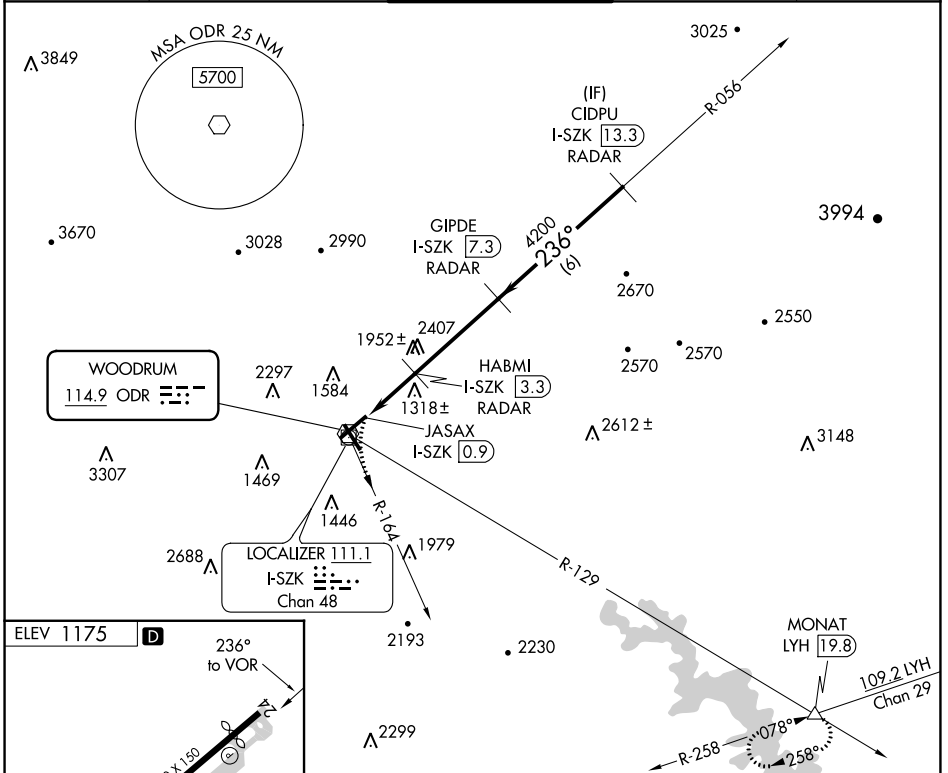 MSA ODR 25 NM
5700
3849
3025
R-056
(IF)
CIDPU
I-SZK 13.3
RADAR
3994
3670
3028
2990
GIPDE
I-SZK 7.3
RADAR
4200
236°
(6)
2670
2550
2570
2570
1952 ±
2407
WOODRUM
114.9 ODR
2297
1584
HABMI
I-SZK 3.3
RADAR
1318 ±
JASAX
I-SZK 0.9
2612 ±
3148
3307
1469
1446
R-164
1979
2688
LOCALIZER 111.1
I-SZK
Chan 48
R-129
2193
2230
MONAT
LYH 19.8
109.2 LYH
Chan 29
ELEV 1175 D
236°
to VOR
24
P
X 150
2299
R-258
078°
258°